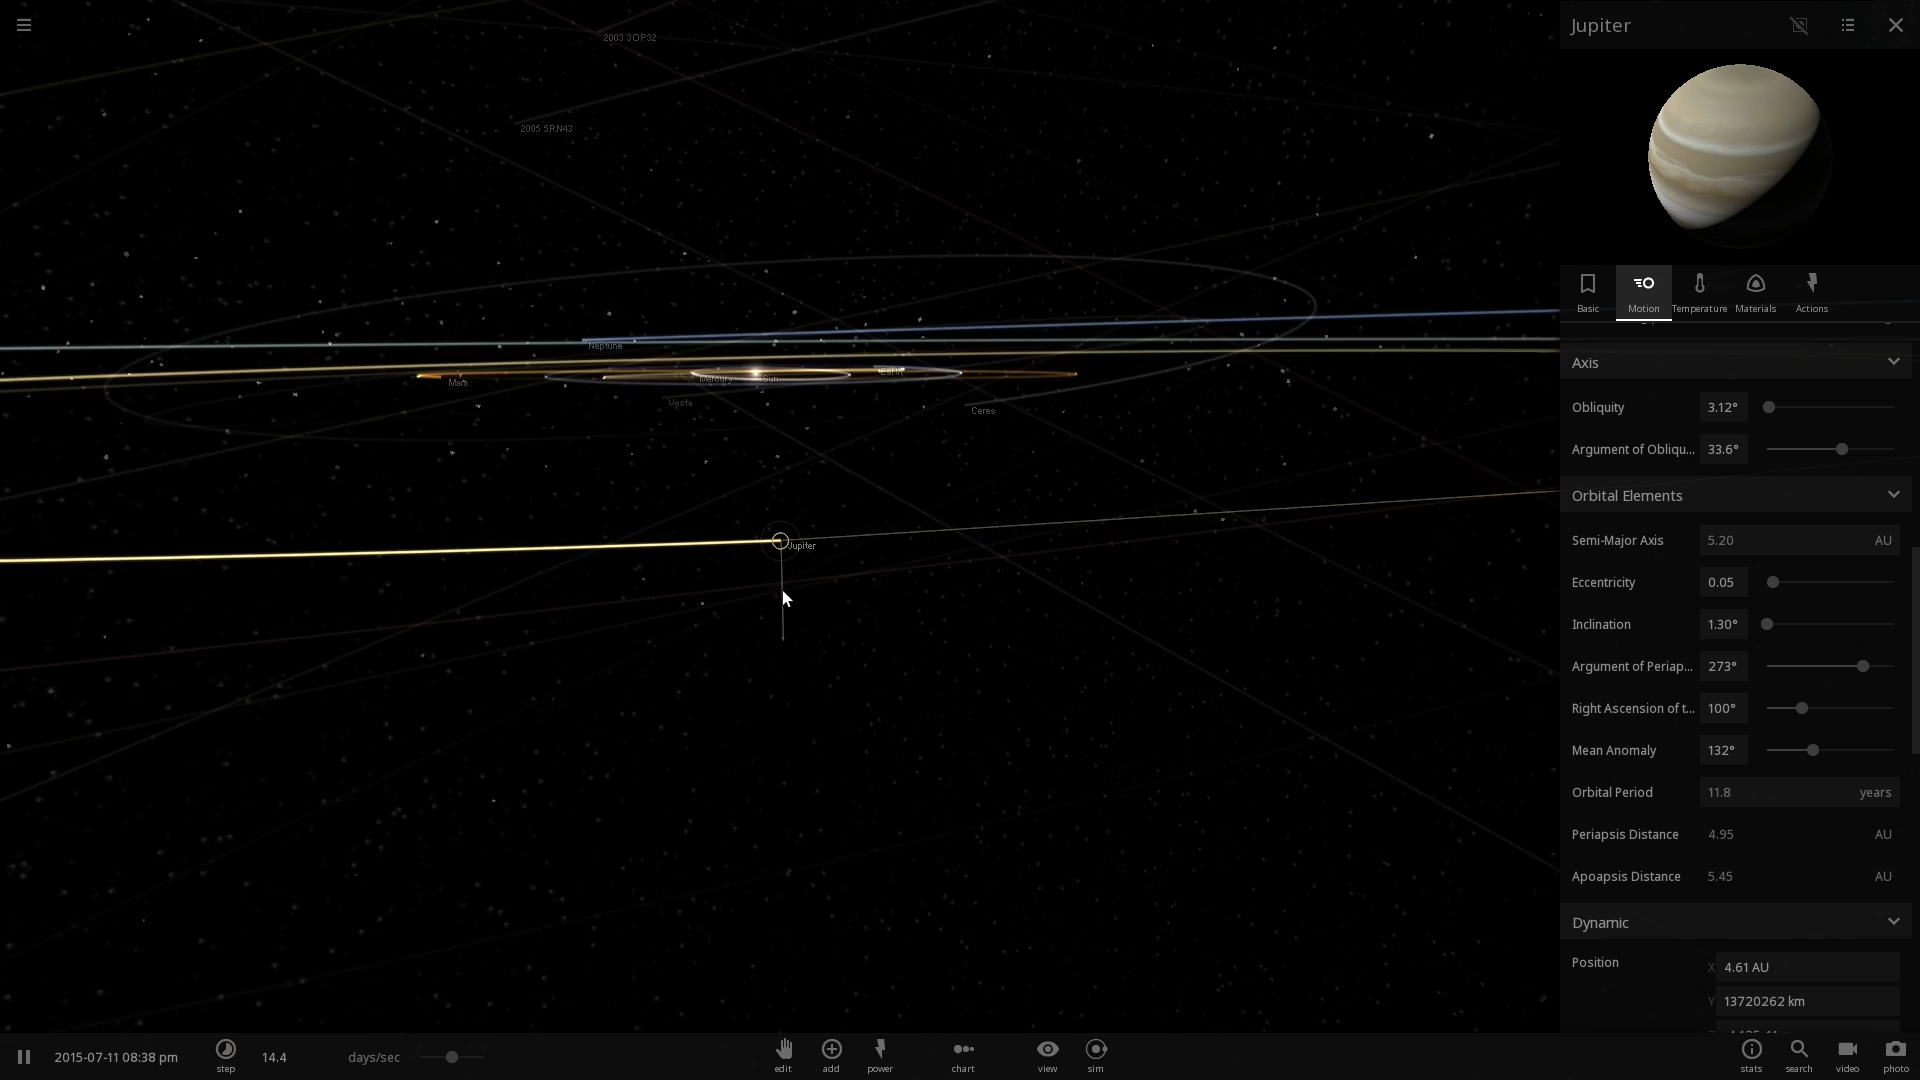 Jupiter
2003 3OP32
2005 5RN43
Neptune
Mars
Mercury
Sun
Earth
Vesta
Ceres
Jupiter
Basic
Motion
Temperature
Materials
Actions
Axis
Obliquity 3.12°
Argument of Obliqu... 33.6°
Orbital Elements
Semi-Major Axis 5.20 AU
Eccentricity 0.05
Inclination 1.30°
Argument of Periap... 273°
Right Ascension of t... 100°
Mean Anomaly 132°
Orbital Period 11.8 years
Periapsis Distance 4.95 AU
Apoapsis Distance 5.45 AU
Dynamic
Position X 4.61 AU
Y 13720262 km
2015-07-11 08:38 pm
step
14.4 days/sec
edit
add
power
chart
view
sim
stats
search
video
photo